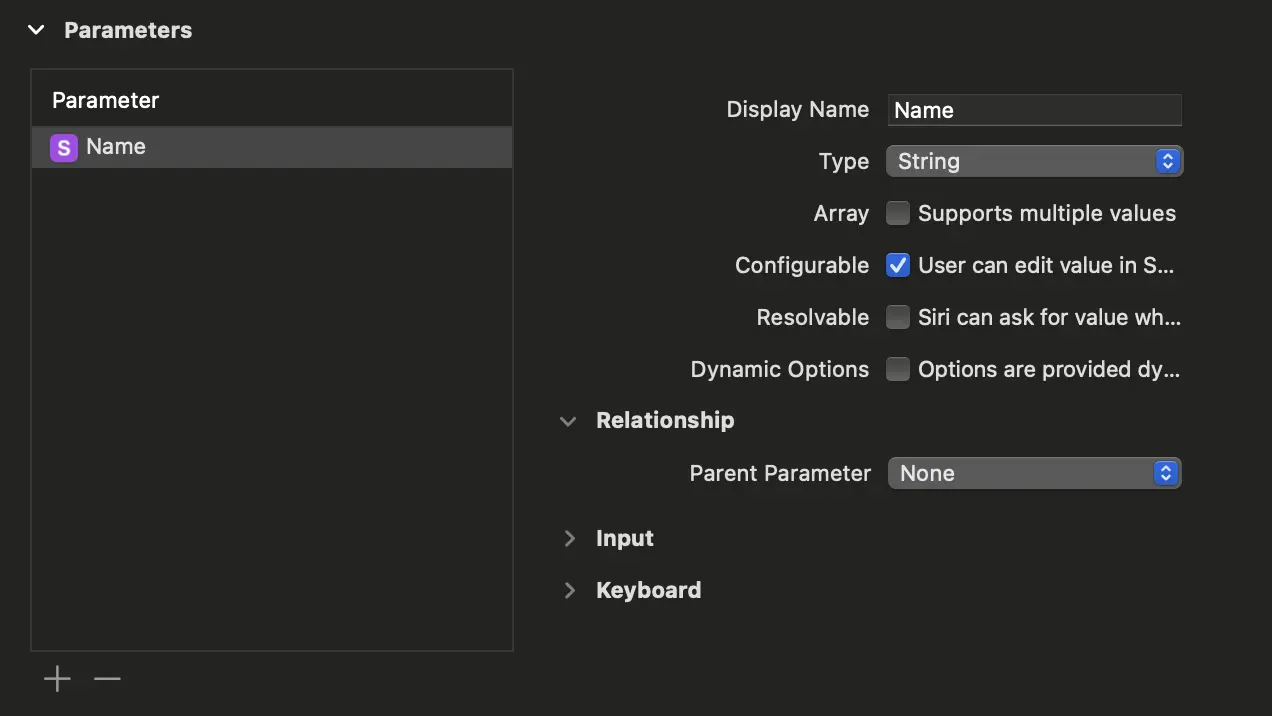 Parameters
Parameter
S Name
Display Name Name
Type String
Array Supports multiple values
Configurable User can edit value in S...
Resolvable Siri can ask for value wh...
Dynamic Options Options are provided dy...
Relationship
Parent Parameter None
Input
Keyboard